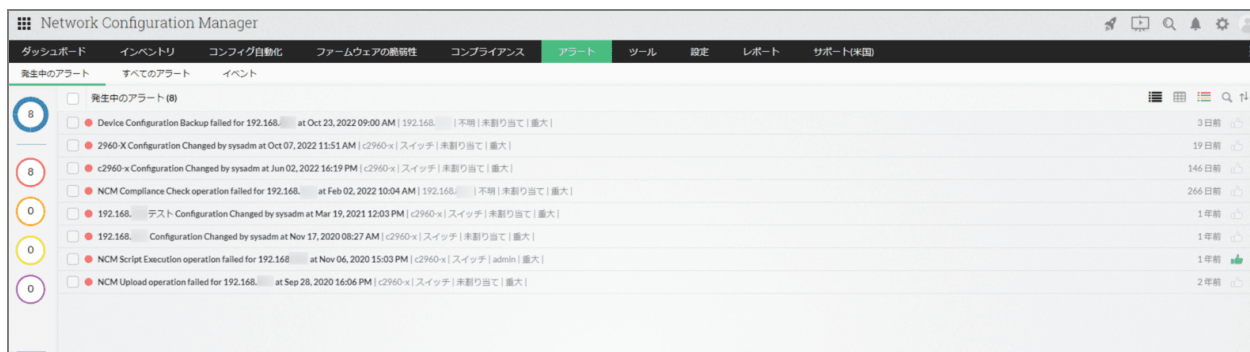 Network Configuration Manager
ダッシュボード インベントリ コンフィグ自動化 ファームウェアの脆弱性 コンプライアンス アラート ツール 設定 レポート サポート(米国)
発生中のアラート すべてのアラート イベント
8
発生中のアラート (8)
Device Configuration Backup failed for 192.168. at Oct 23, 2022 09:00 AM | 192.168. | 不明 | 未割り当て | 重大 | 3 日前
2960-X Configuration Changed by sysadm at Oct 07, 2022 11:51 AM | c2960-x | スイッチ | 未割り当て | 重大 | 19 日前
8
c2960-x Configuration Changed by sysadm at Jun 02, 2022 16:19 PM | c2960-x | スイッチ | 未割り当て | 重大 | 146 日前
NCM Compliance Check operation failed for 192.168. at Feb 02, 2022 10:04 AM | 192.168. | 不明 | 未割り当て | 重大 | 266 日前
0
192.168. テスト Configuration Changed by sysadm at Mar 19, 2021 12:03 PM | c2960-x | スイッチ | 未割り当て | 重大 | 1 年前
192.168. Configuration Changed by sysadm at Nov 17, 2020 08:27 AM | c2960-x | スイッチ | 未割り当て | 重大 | 1 年前
0
NCM Script Execution operation failed for 192.168 at Nov 06, 2020 15:03 PM | c2960-x | スイッチ | admin | 重大 | 1 年前
NCM Upload operation failed for 192.168. at Sep 28, 2020 16:06 PM | c2960-x | スイッチ | 未割り当て | 重大 | 2 年前
0